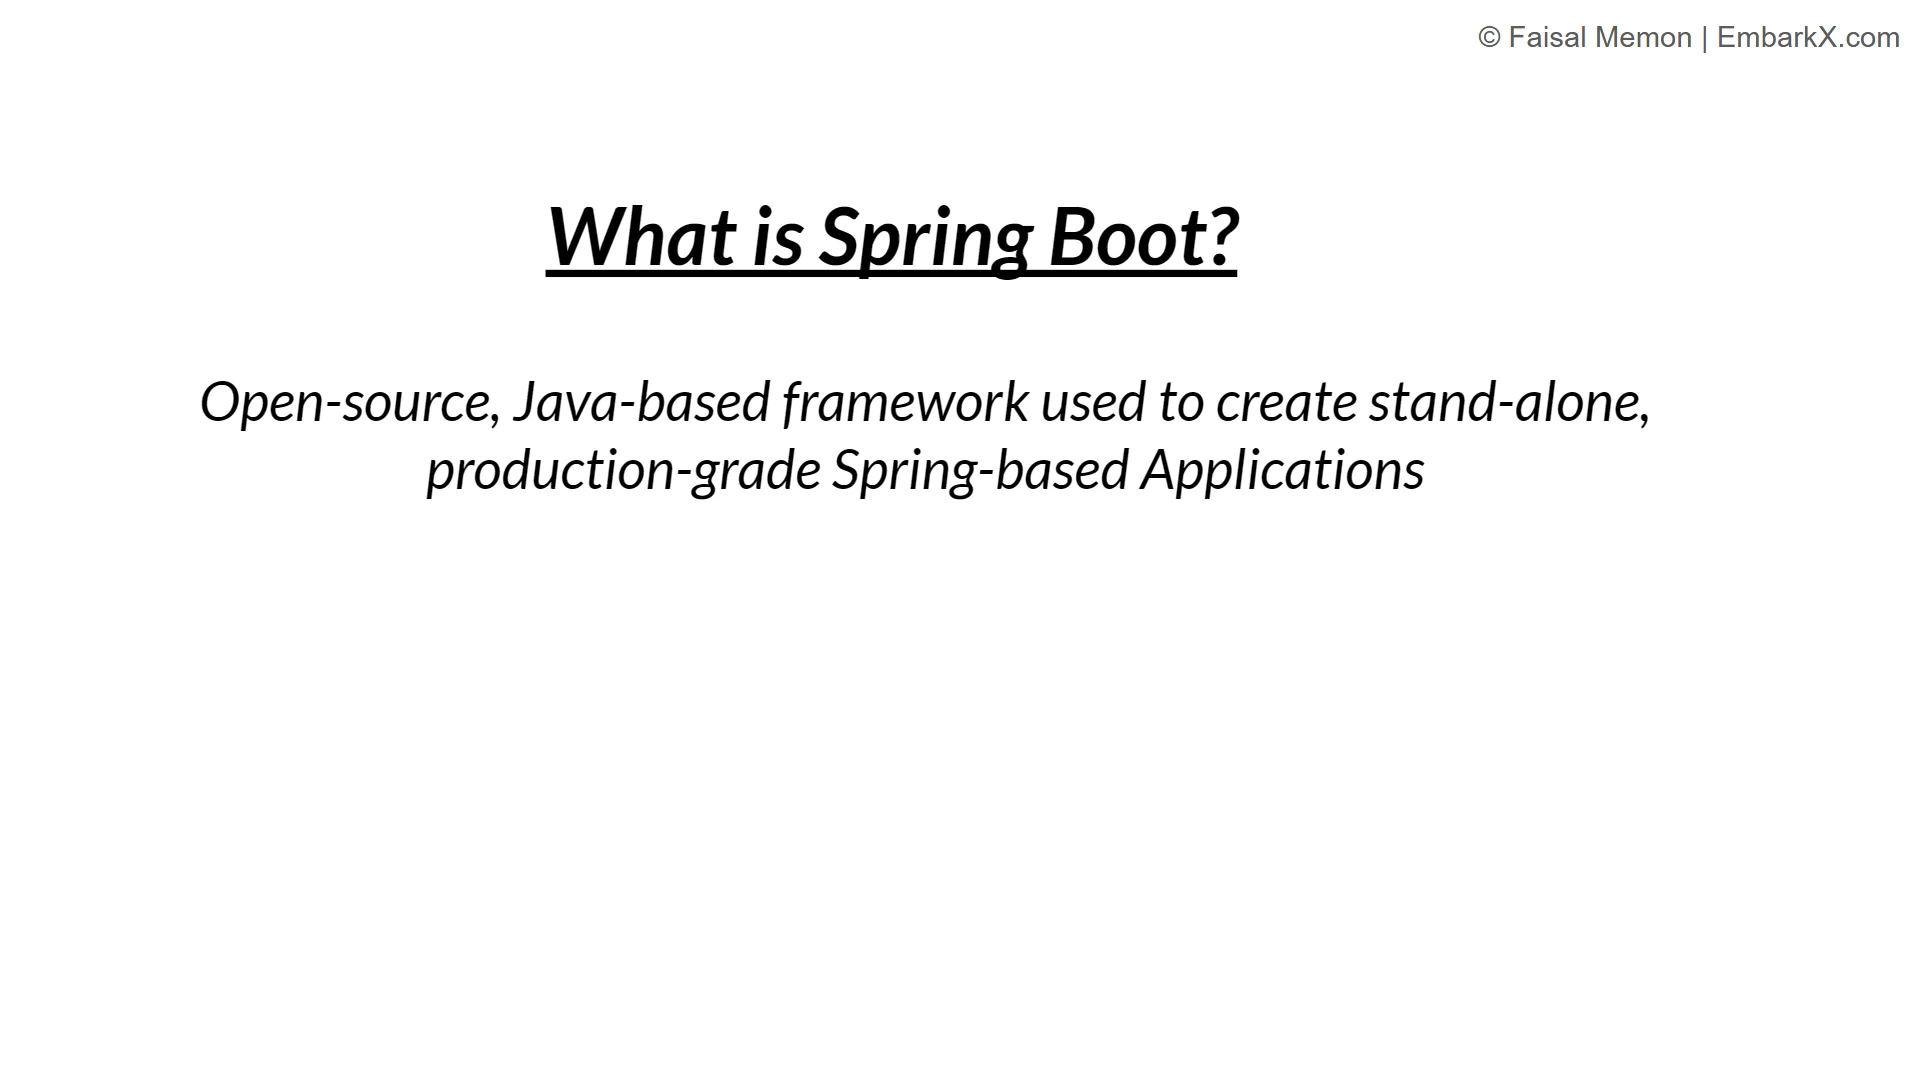 © Faisal Memon | EmbarkX.com
What is Spring Boot?
Open-source, Java-based framework used to create stand-alone,
production-grade Spring-based Applications